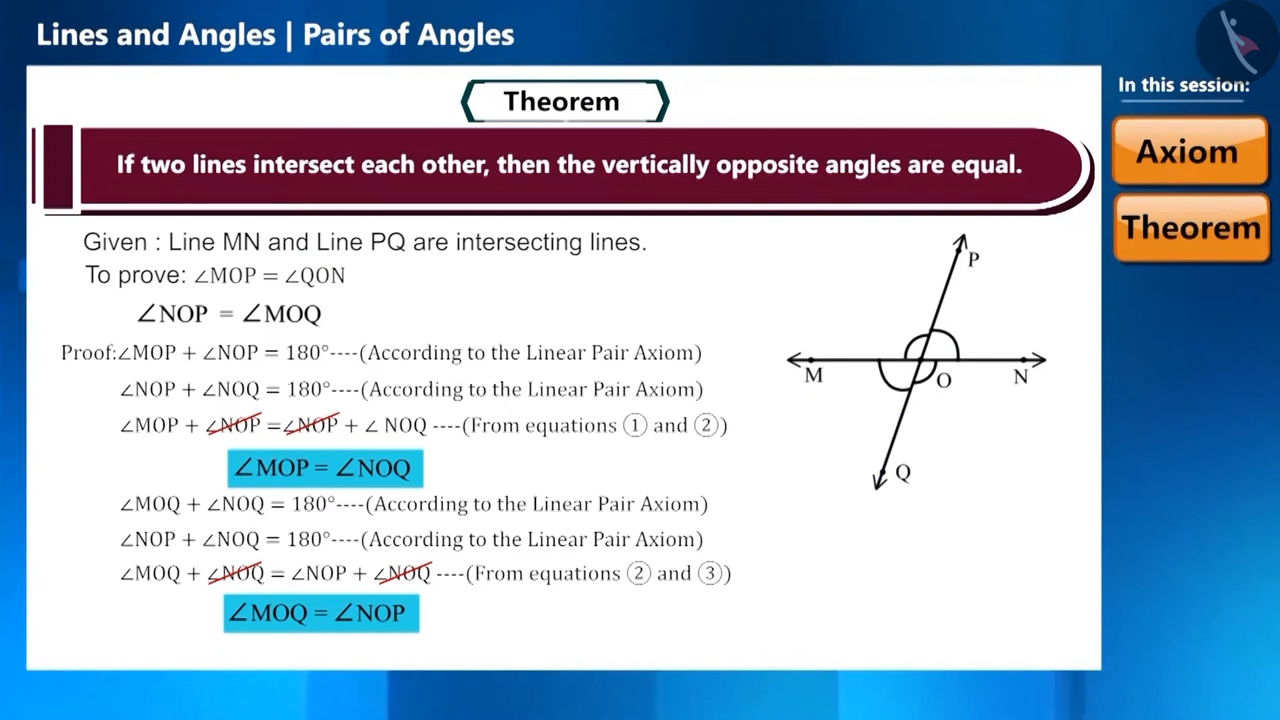 Lines and Angles | Pairs of Angles
In this session:
Axiom
Theorem
Theorem
If two lines intersect each other, then the vertically opposite angles are equal.
Given : Line MN and Line PQ are intersecting lines.
To prove: ∠MOP = ∠QON
∠NOP = ∠MOQ
Proof:∠MOP + ∠NOP = 180°----(According to the Linear Pair Axiom)
∠NOP + ∠NOQ = 180°----(According to the Linear Pair Axiom)
∠MOP + ∠NOP =∠NOP + ∠ NOQ ----(From equations ① and ②)
∠MOP = ∠NOQ
∠MOQ + ∠NOQ = 180°----(According to the Linear Pair Axiom)
∠NOP + ∠NOQ = 180°----(According to the Linear Pair Axiom)
∠MOQ + ∠NOQ = ∠NOP + ∠NOQ ----(From equations ② and ③)
∠MOQ = ∠NOP
P
M
O
N
Q